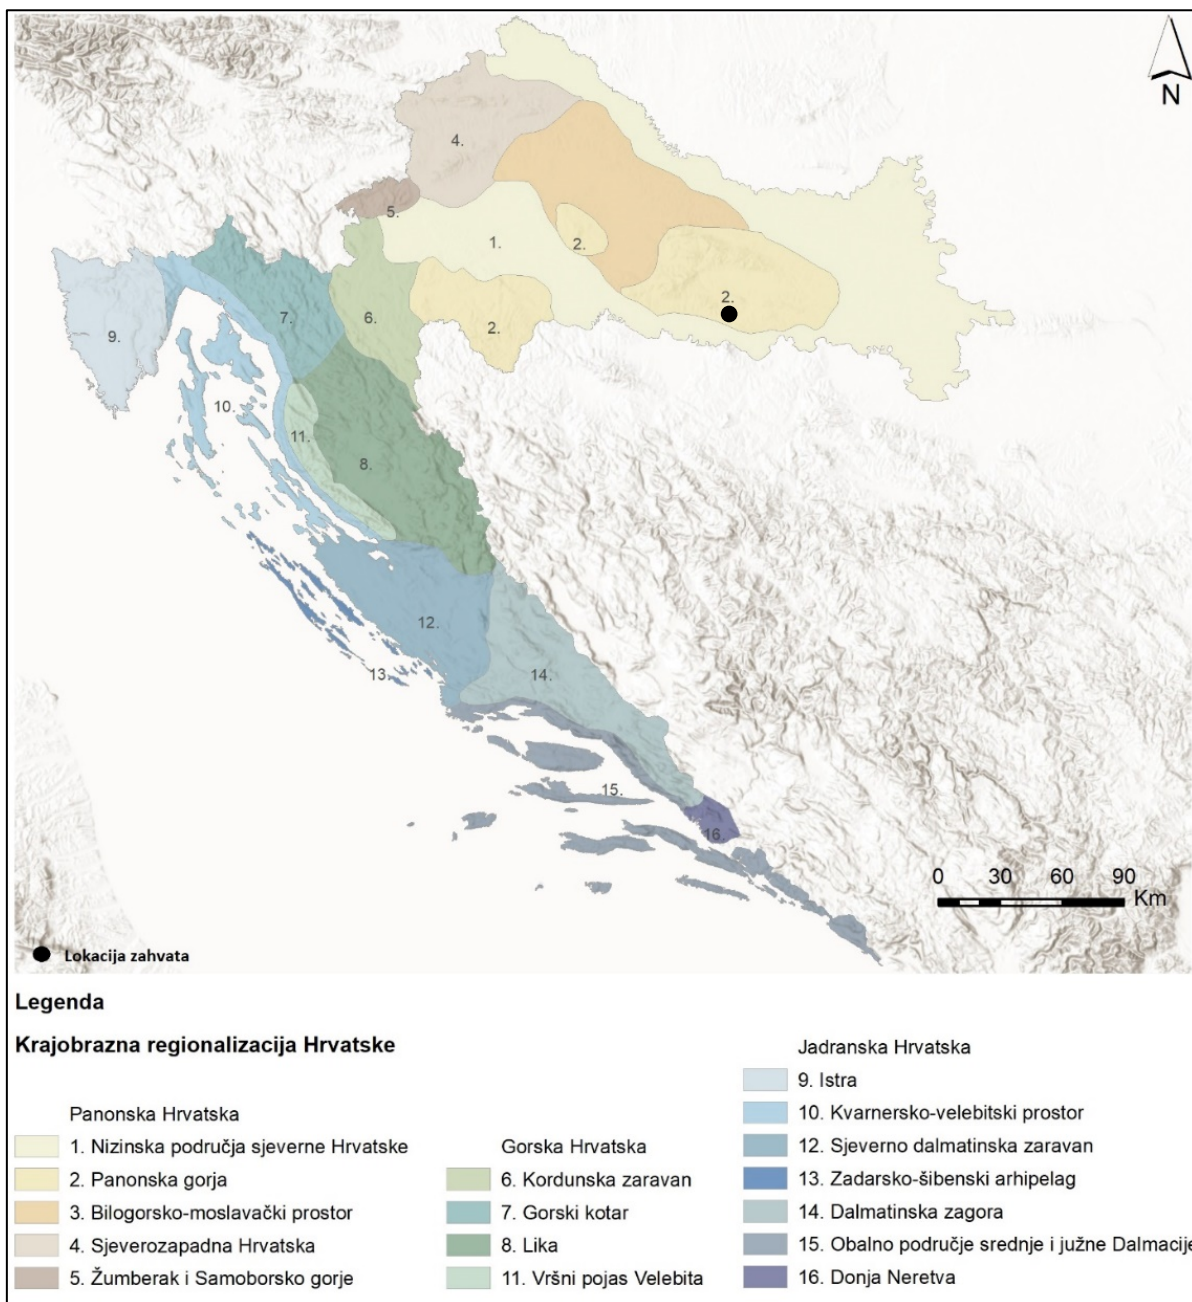 N
4.
5.
1.
2.
2.
2.
7.
6.
9.
10.
11.
8.
12.
13.
14.
15.
16.
0 30 60 90
Km
Lokacija zahvata
Legenda
Krajobrazna regionalizacija Hrvatske
Panonska Hrvatska
1. Nizinska područja sjeverne Hrvatske
2. Panonska gorja
3. Bilogorsko-moslavački prostor
4. Sjeverozapadna Hrvatska
5. Žumberak i Samoborsko gorje
Gorska Hrvatska
6. Kordunska zaravan
7. Gorski kotar
8. Lika
11. Vršni pojas Velebita
Jadranska Hrvatska
9. Istra
10. Kvarnersko-velebitski prostor
12. Sjeverno dalmatinska zaravan
13. Zadarsko-šibenski arhipelag
14. Dalmatinska zagora
15. Obalno područje srednje i južne Dalmacije
16. Donja Neretva